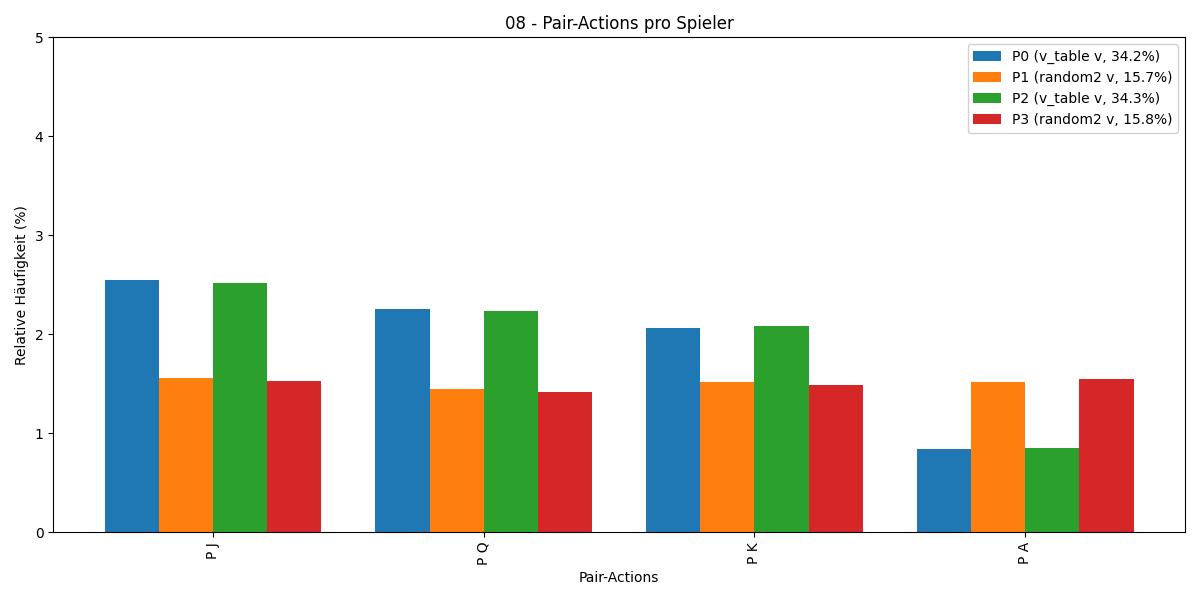 08 - Pair-Actions pro Spieler
P0 (v_table v, 34.2%)
P1 (random2 v, 15.7%)
P2 (v_table v, 34.3%)
P3 (random2 v, 15.8%)
Relative Häufigkeit (%)
5
4
3
2
1
0
P J
P Q
P K
P A
Pair-Actions